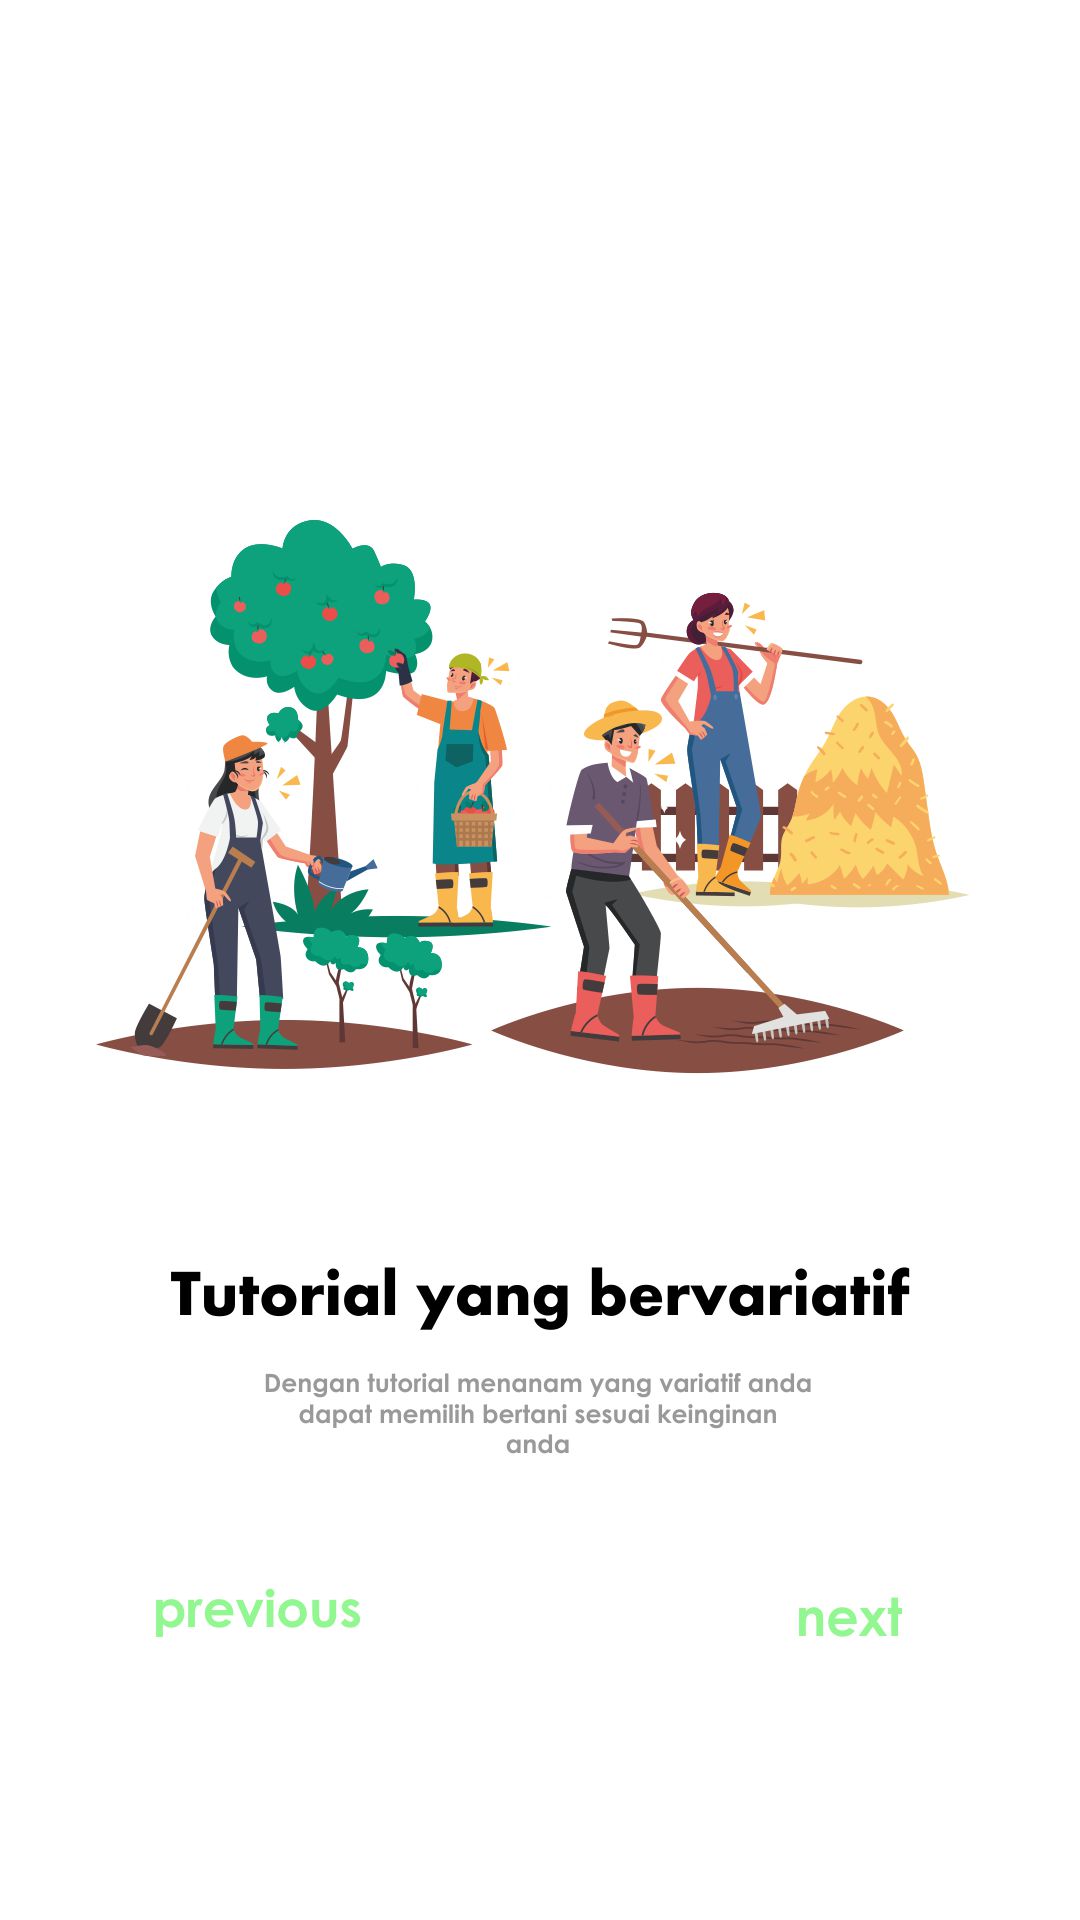 Tutorial yang bervariatif
Dengan tutorial menanam yang variatif anda
dapat memilih bertani sesuai keinginan
anda
previous
next